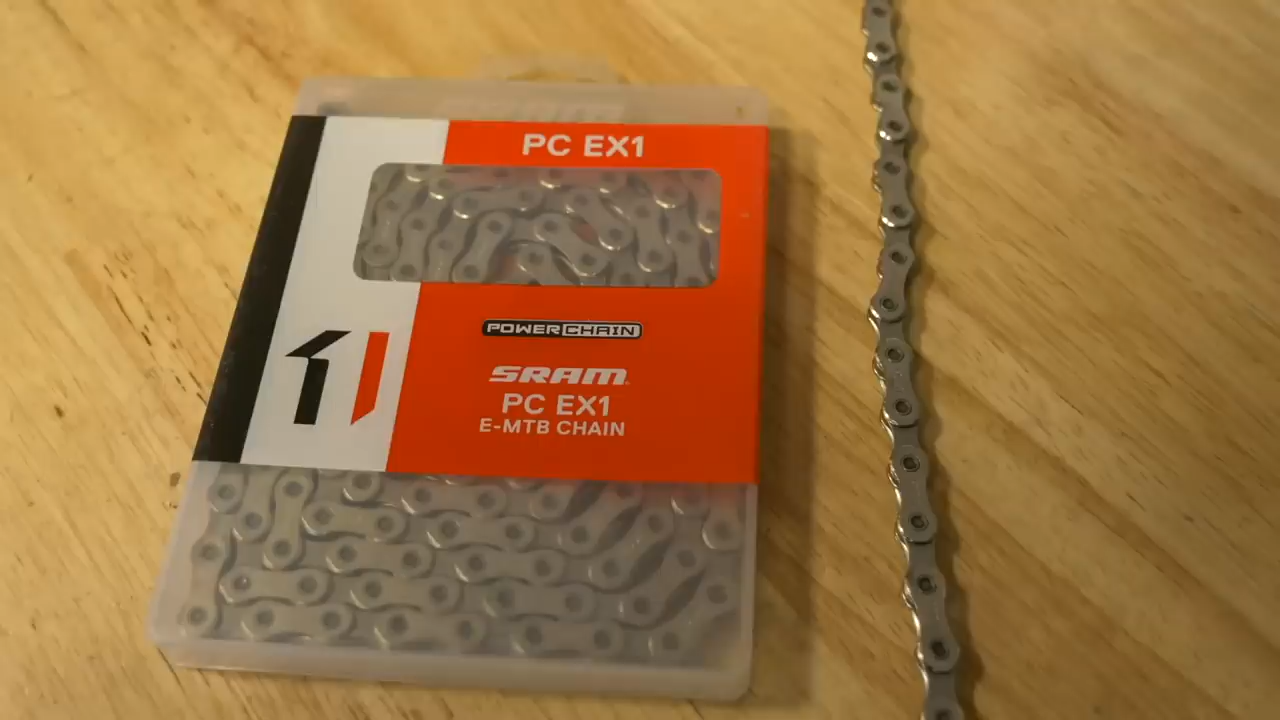 PC EX1
POWERCHAIN
SRAM
PC EX1
E-MTB CHAIN